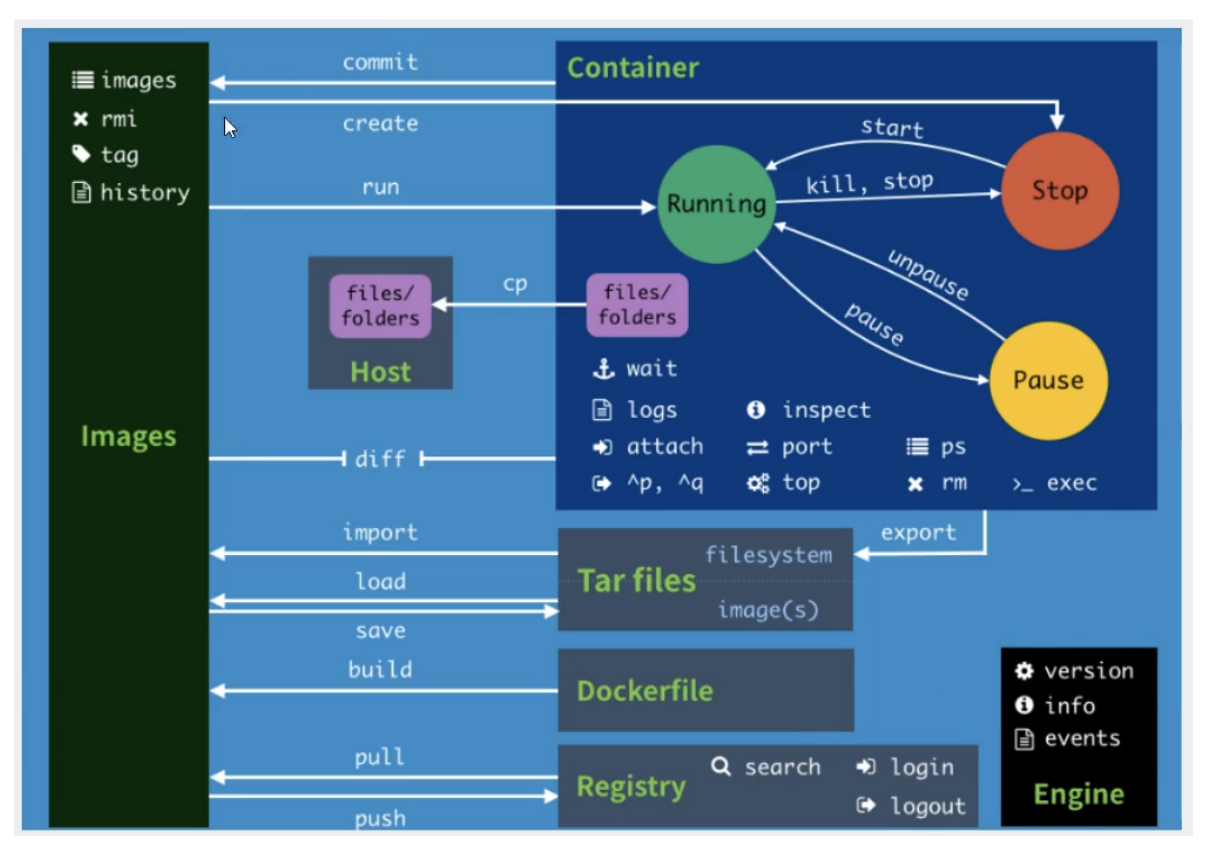 images
rmi
tag
history
Images
commit
create
run
Container
start
kill, stop
Running
Stop
unpause
pause
Pause
files/
folders
Host
cp
files/
folders
wait
logs
inspect
attach
port
ps
^p, ^q
top
rm
>_ exec
diff
import
load
save
export
filesystem
Tar files
image(s)
build
Dockerfile
pull
push
Registry
search
login
logout
version
info
events
Engine